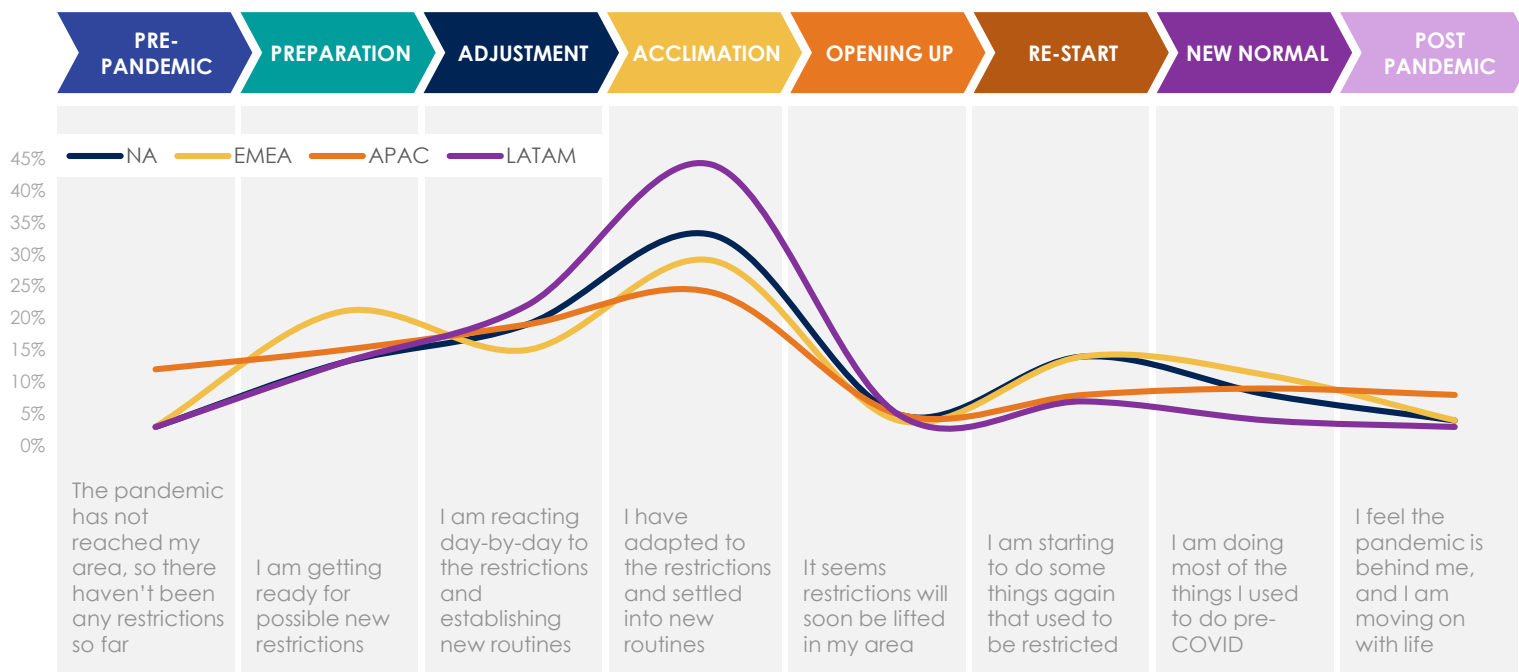 PRE-
PANDEMIC
PREPARATION
ADJUSTMENT
ACCLIMATION
OPENING UP
RE-START
NEW NORMAL
POST
PANDEMIC
NA
EMEA
APAC
LATAM
45%
40%
35%
30%
25%
20%
15%
10%
5%
0%
The pandemic
has not
reached my
area, so there
haven't been
any restrictions
so far
I am getting
ready for
possible new
restrictions
I am reacting
day-by-day to
the restrictions
and
establishing
new routines
I have
adapted to
the restrictions
and settled
into new
routines
It seems
restrictions will
soon be lifted
in my area
I am starting
to do some
things again
that used to
be restricted
I am doing
most of the
things I used
to do pre-
COVID
I feel the
pandemic is
behind me,
and I am
moving on
with life